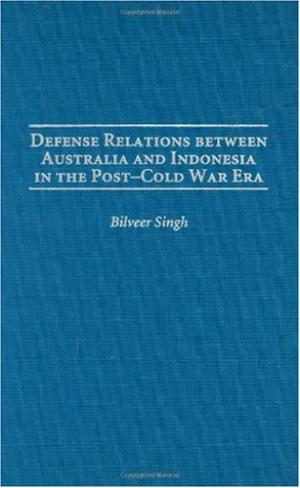 DEFENSE RELATIONS BETWEEN
AUSTRALIA AND INDONESIA
IN THE POST–COLD WAR ERA
Bilveer Singh